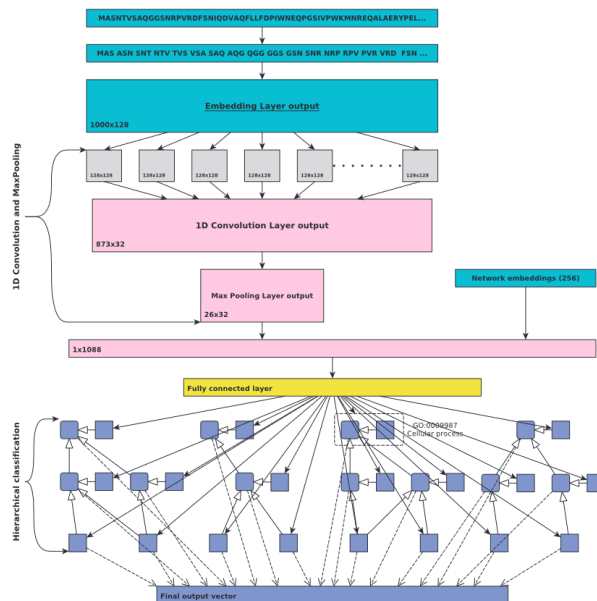 MASNTVSAQGGSNRPVRDFSNIQDVAQFLLFDPIWNEQPGSIVPWKMNREQALAERYPEL...
MAS ASN SNT NTV TVS VSA SAQ AQG QGG GGS GSN SNR NRP RPV PVR VRD FSN ...
Embedding Layer output
1000x128
128x128 128x128 128x128 128x128 128x128 128x128
1D Convolution and MaxPooling
1D Convolution Layer output
873x32
Max Pooling Layer output
26x32
Network embeddings (256)
1x1088
Fully connected layer
Hierarchical classification
GO:0009987
Cellular process
Final output vector